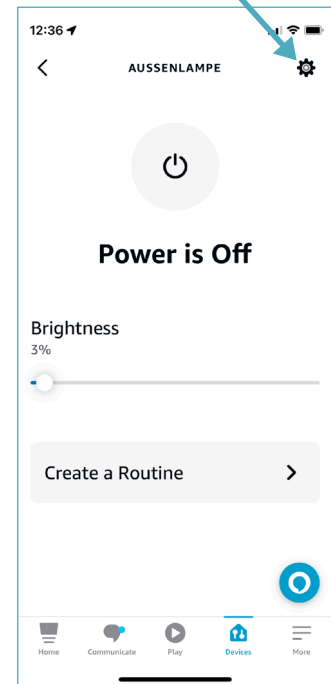 12:36
AUSSENLAMPE
Power is Off
Brightness
3%
Create a Routine
Home Communicate Play Devices More